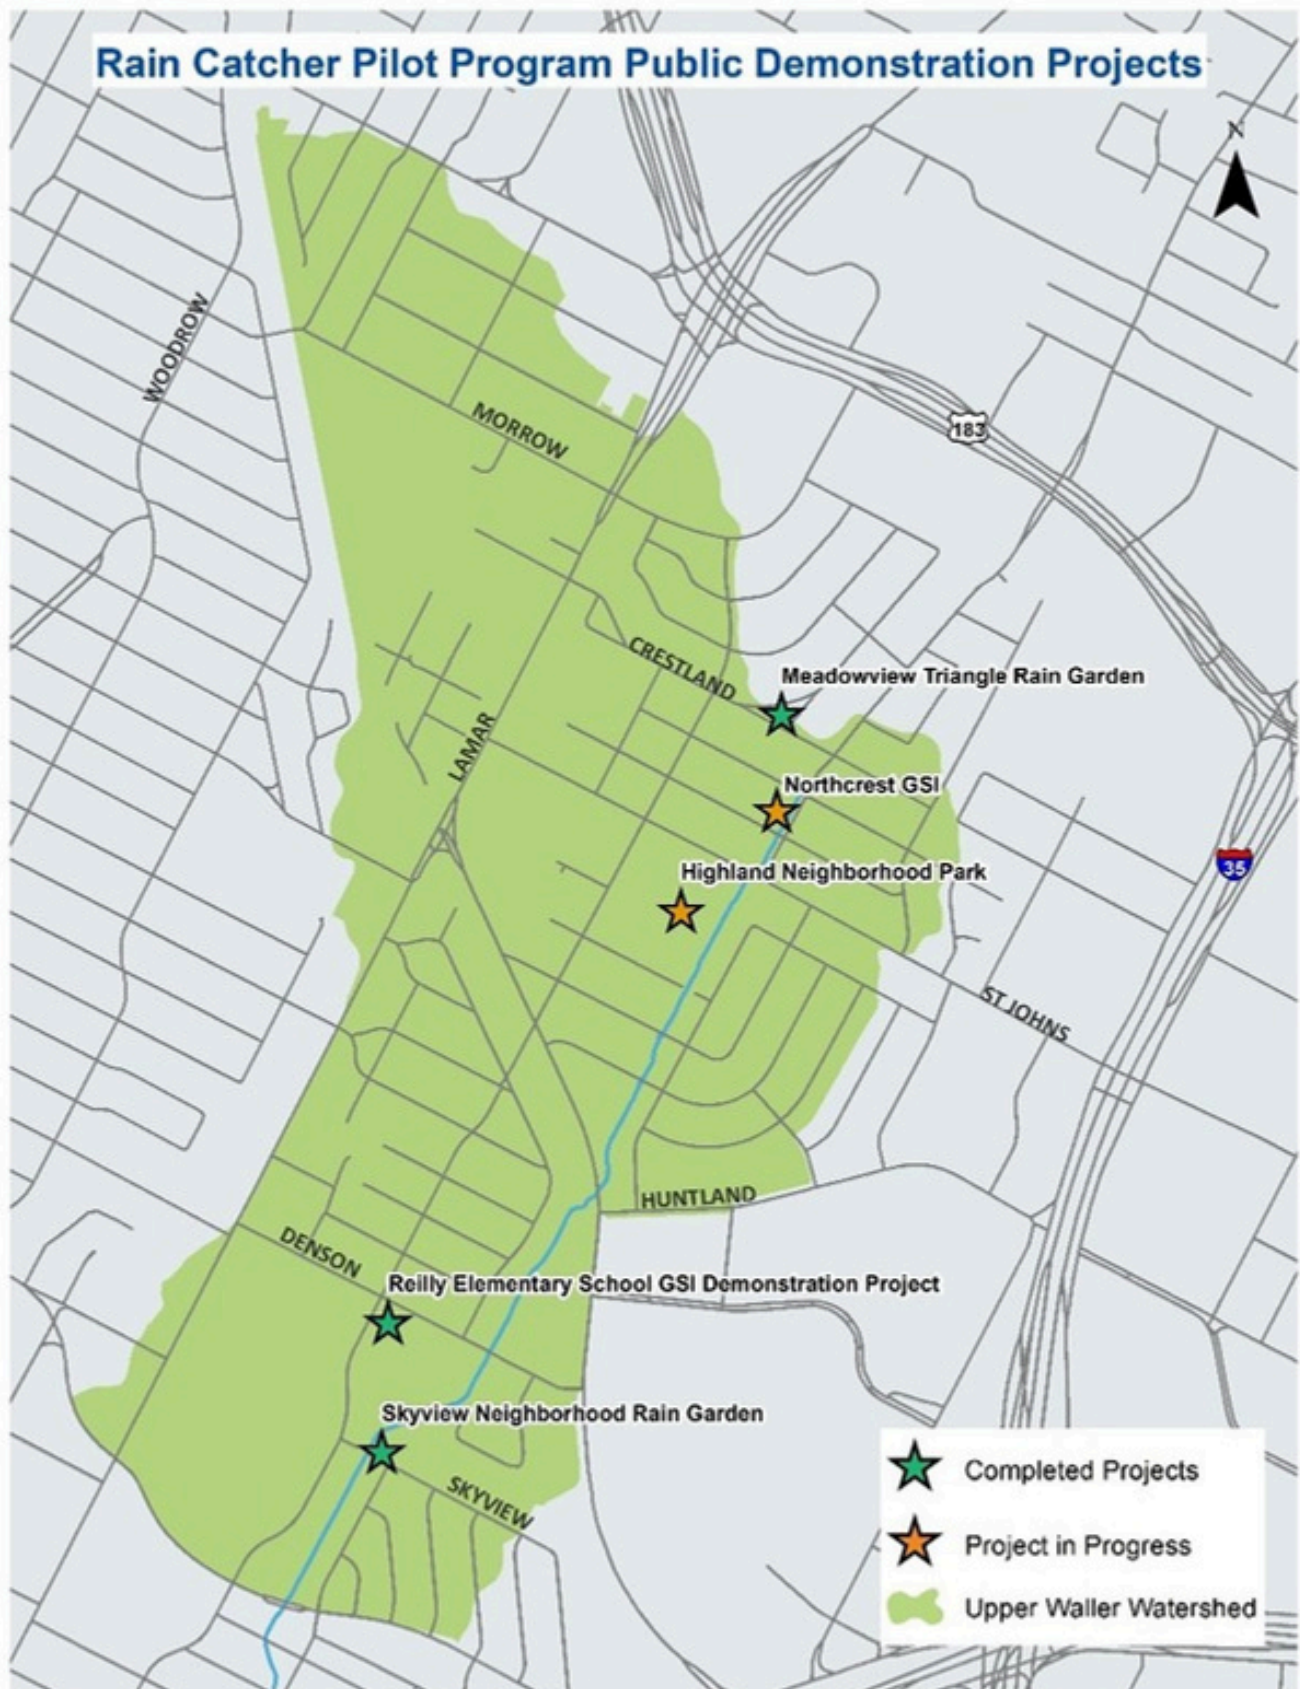 Rain Catcher Pilot Program Public Demonstration Projects
N
WOODROW
MORROW
183
CRESTLAND
Meadowview Triangle Rain Garden
LAMAR
Northcrest GSI
35
Highland Neighborhood Park
ST JOHNS
HUNTLAND
DENSON
Reilly Elementary School GSI Demonstration Project
Skyview Neighborhood Rain Garden
SKYVIEW
Completed Projects
Project in Progress
Upper Waller Watershed